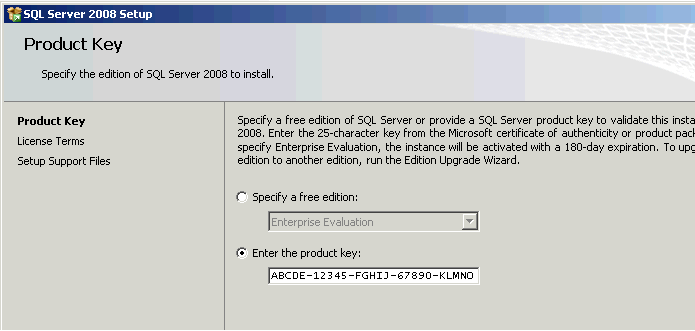 SQL Server 2008 Setup
Product Key
Specify the edition of SQL Server 2008 to install.
Product Key
License Terms
Setup Support Files
Specify a free edition of SQL Server or provide a SQL Server product key to validate this insta
2008. Enter the 25-character key from the Microsoft certificate of authenticity or product pack
specify Enterprise Evaluation, the instance will be activated with a 180-day expiration. To upg
edition to another edition, run the Edition Upgrade Wizard.
Specify a free edition:
Enterprise Evaluation
Enter the product key:
ABCDE-12345-FGHIJ-67890-KLMNO